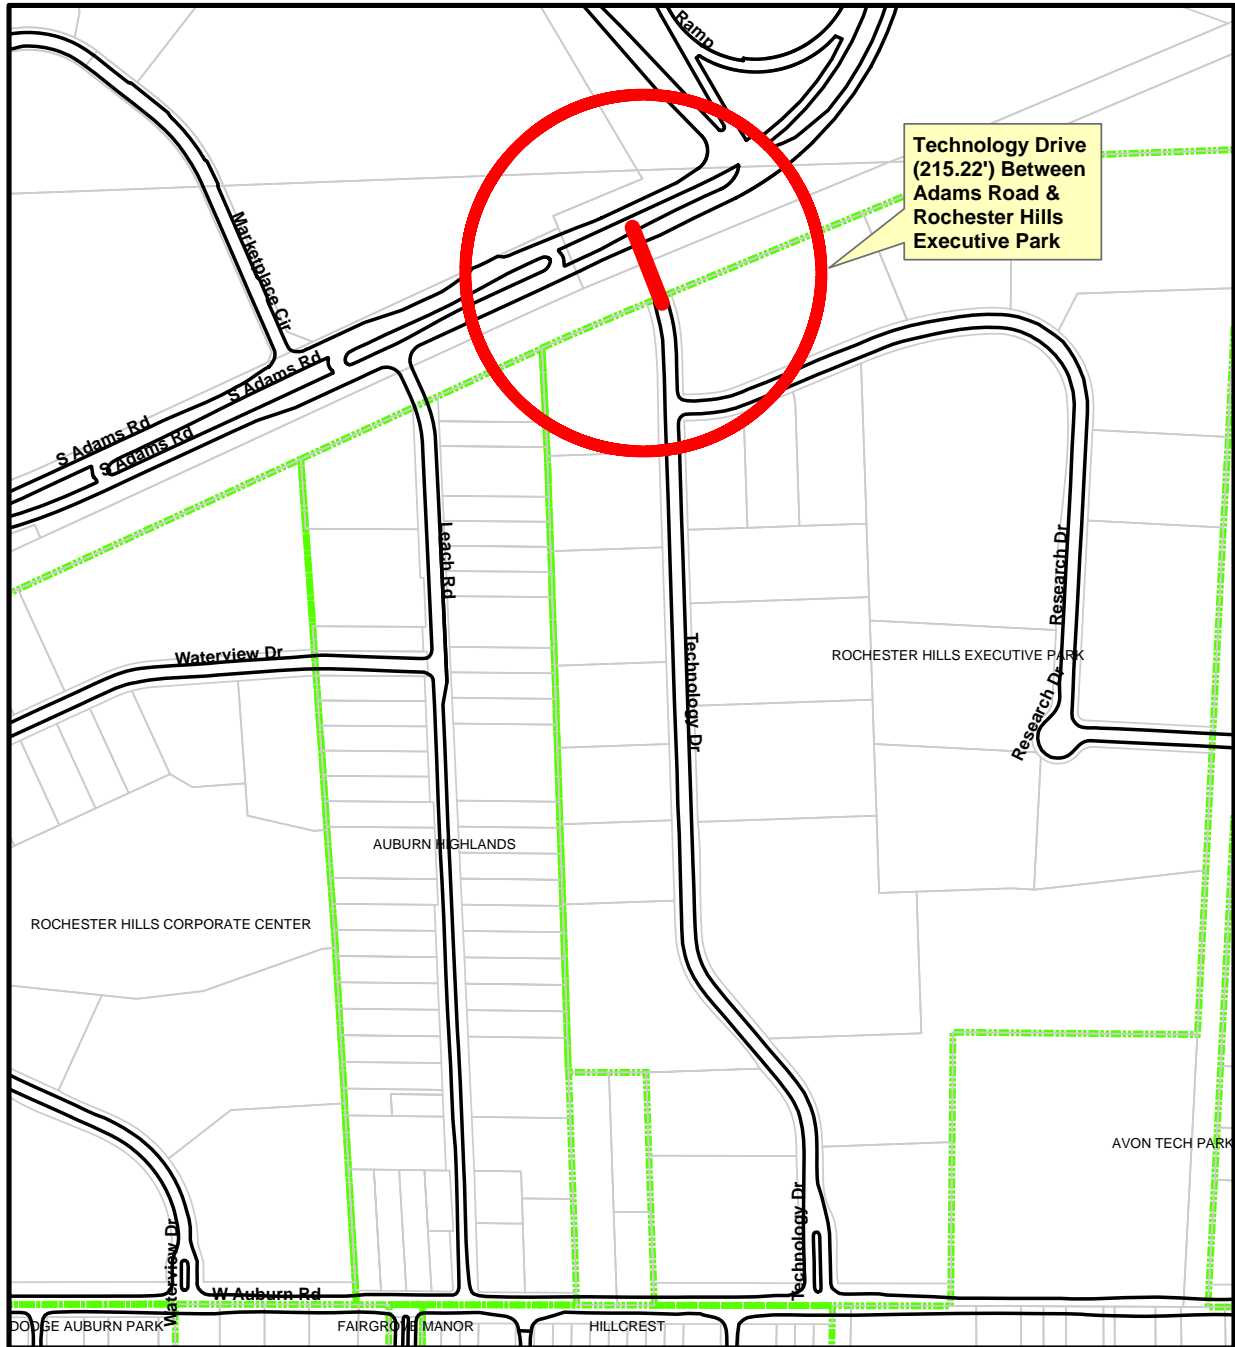 Ramp
Technology Drive
(215.22') Between
Adams Road &
Rochester Hills
Executive Park
Marketplace Cir
S Adams Rd
S Adams Rd
S Adams Rd
Leach Rd
Research Dr
Waterview Dr
Technology Dr
ROCHESTER HILLS EXECUTIVE PARK
Research Dr
AUBURN HIGHLANDS
ROCHESTER HILLS CORPORATE CENTER
AVON TECH PARK
Waterview Dr
Technology Dr
W Auburn Rd
DODGE AUBURN PARK
FAIRGROVE MANOR
HILLCREST